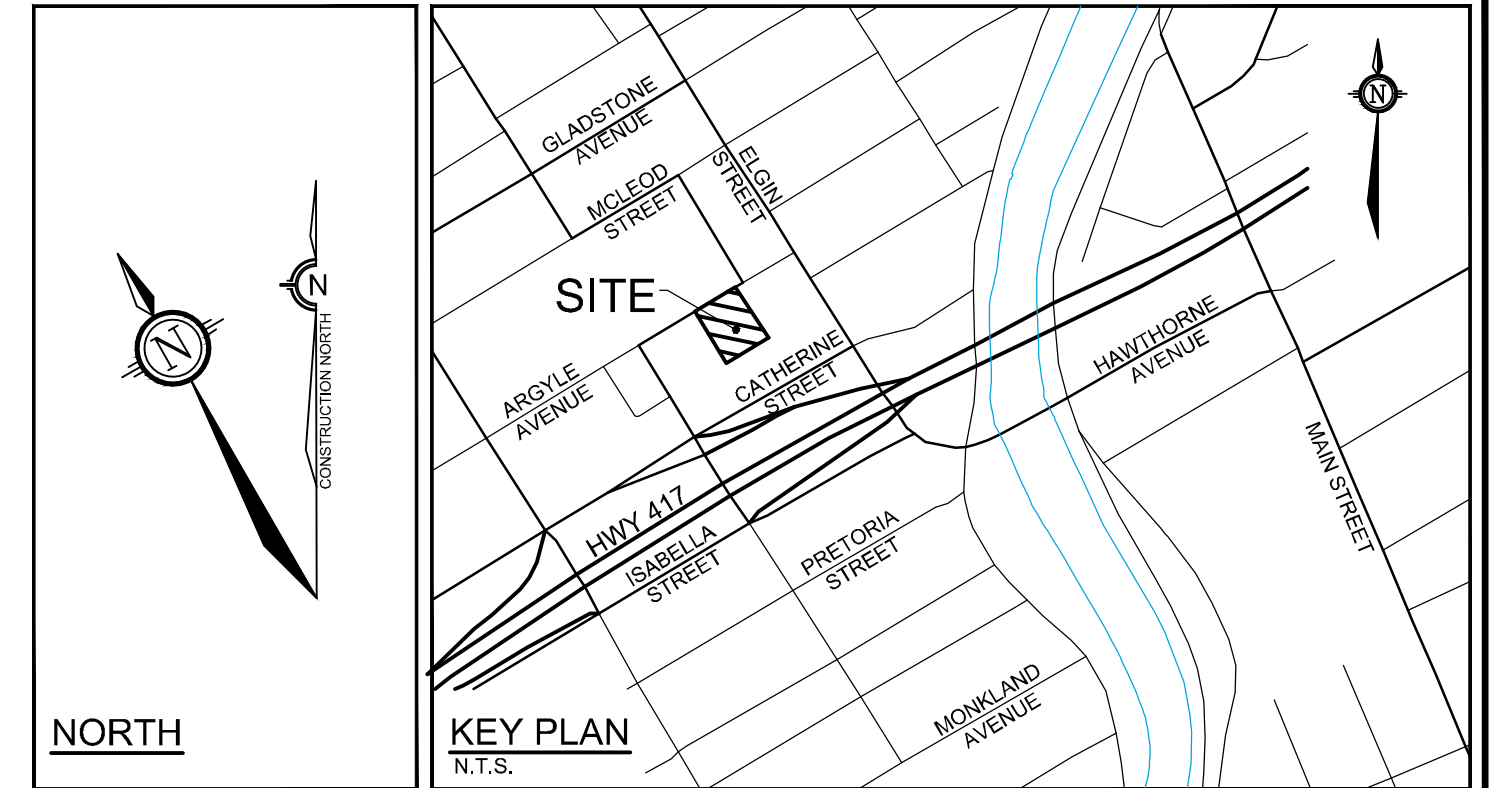 N
N
CONSTRUCTION NORTH
NORTH
GLADSTONE
AVENUE
MCLEOD
STREET
ELGIN
STREET
N
SITE
ARGYLE
AVENUE
CATHERINE
STREET
HAWTHORNE
AVENUE
MAIN STREET
HWY 417
ISABELLA
STREET
PRETORIA
STREET
MONKLAND
AVENUE
KEY PLAN
N.T.S.